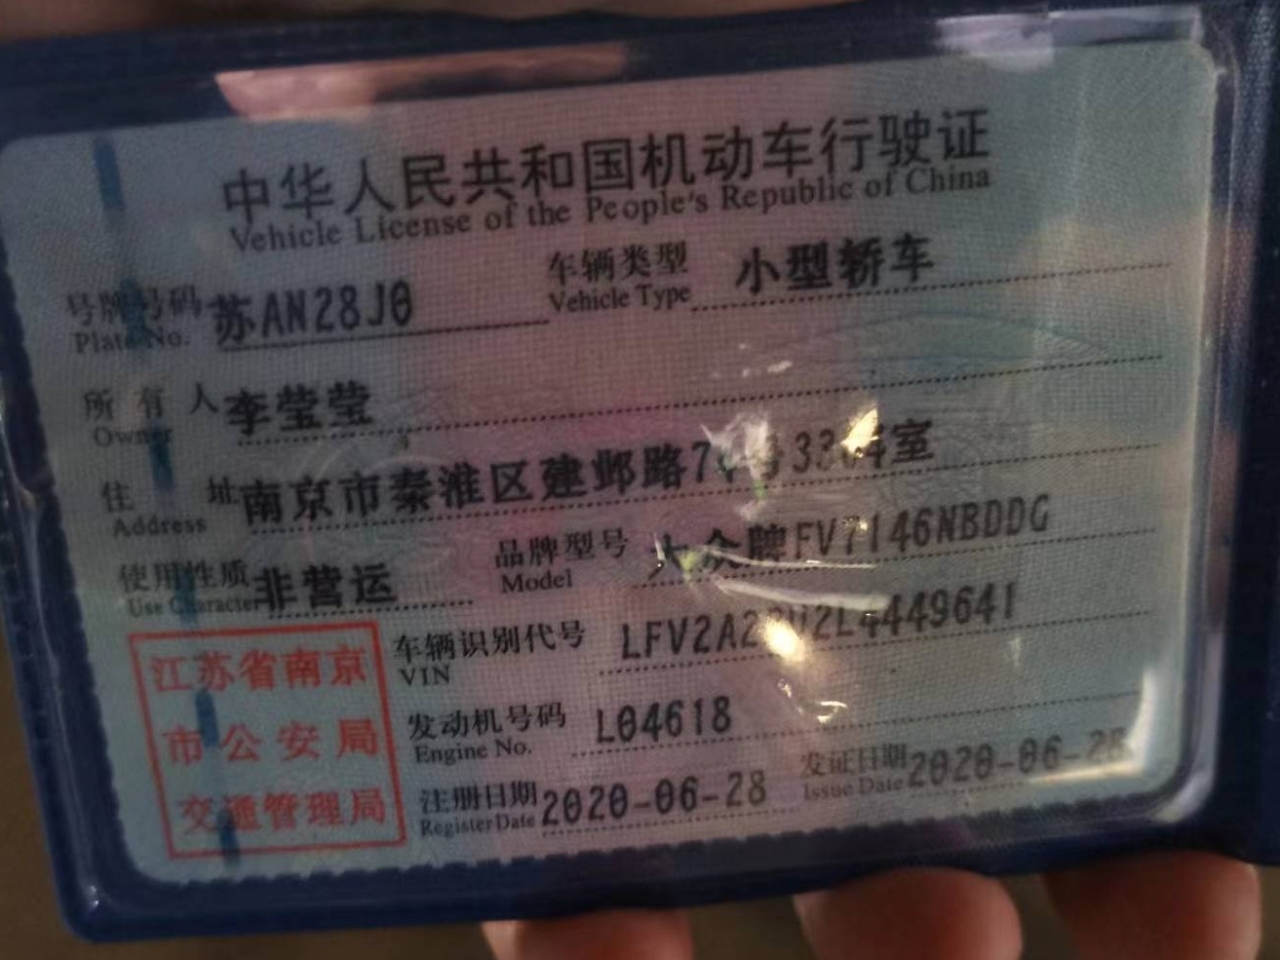 中华人民共和国机动车行驶证
Vehicle License of the People's Republic of China
号牌号码 苏AN28J0 车辆类型 小型轿车
Plate No. Vehicle Type
所有人 李莹莹
Owner
住址 南京市秦淮区建邺路
Address
使用性质 非营运 品牌型号 大众牌FV7146NBDDG
Use Character Model
江苏省南京
市公安局
交通管理局
车辆识别代号
VIN
发动机号码 L04618
Engine No.
注册日期 2020-06-28 发证日期 2020-06-28
Register Date Issue Date